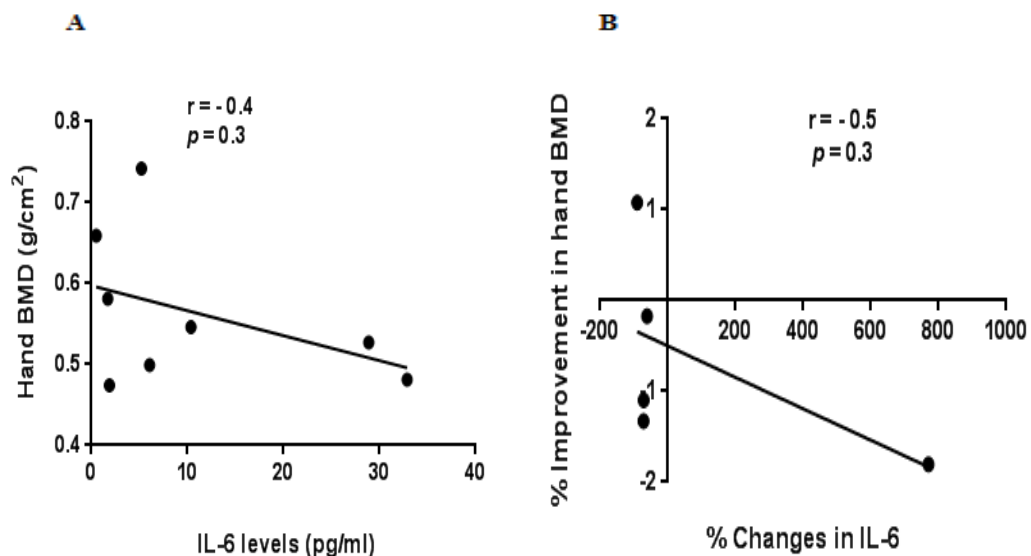 A
r = - 0.4
p = 0.3
0.8
0.7
0.6
0.5
0.4
0
10
20
30
40
Hand BMD (g/cm²)
IL-6 levels (pg/ml)
B
r = - 0.5
p = 0.3
2
1
-1
-2
-200
200
400
600
800
1000
% Improvement in hand BMD
% Changes in IL-6